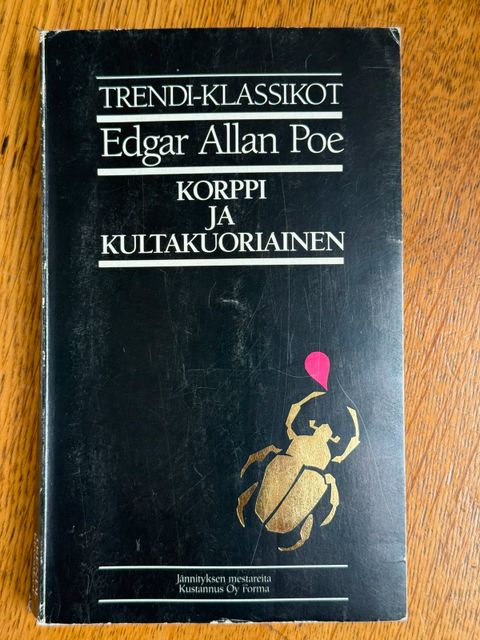 TRENDI-KLASSIKOT
Edgar Allan Poe
KORPPI
JA
KULTAKUORIAINEN
Jännityksen mestareita
Kustannus Oy Forma